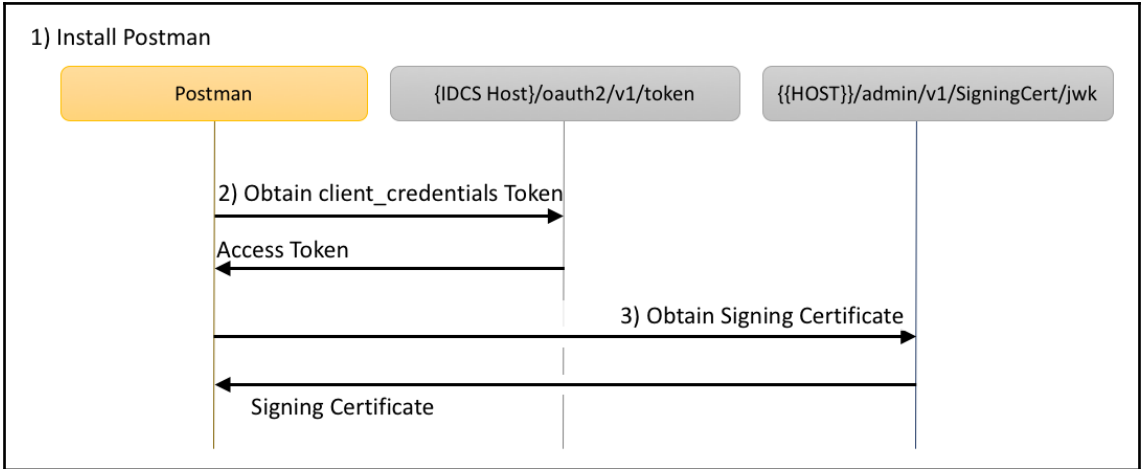 1) Install Postman
Postman
{IDCS Host}/oauth2/v1/token
{{HOST}}/admin/v1/SigningCert/jwk
2) Obtain client_credentials Token
Access Token
3) Obtain Signing Certificate
Signing Certificate